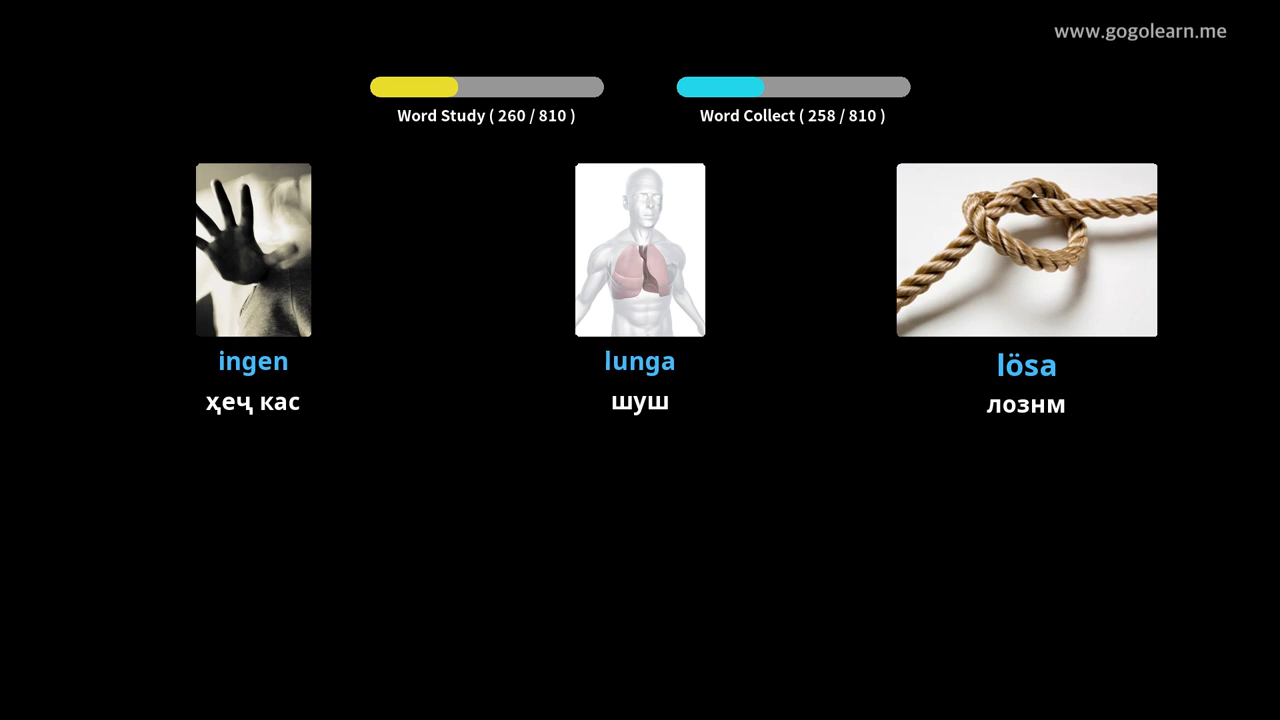 www.gogolearn.me
Word Study ( 260 / 810 )
Word Collect ( 258 / 810 )
ingen
lunga
lösa
ҳеҷ кас
шуш
лознм